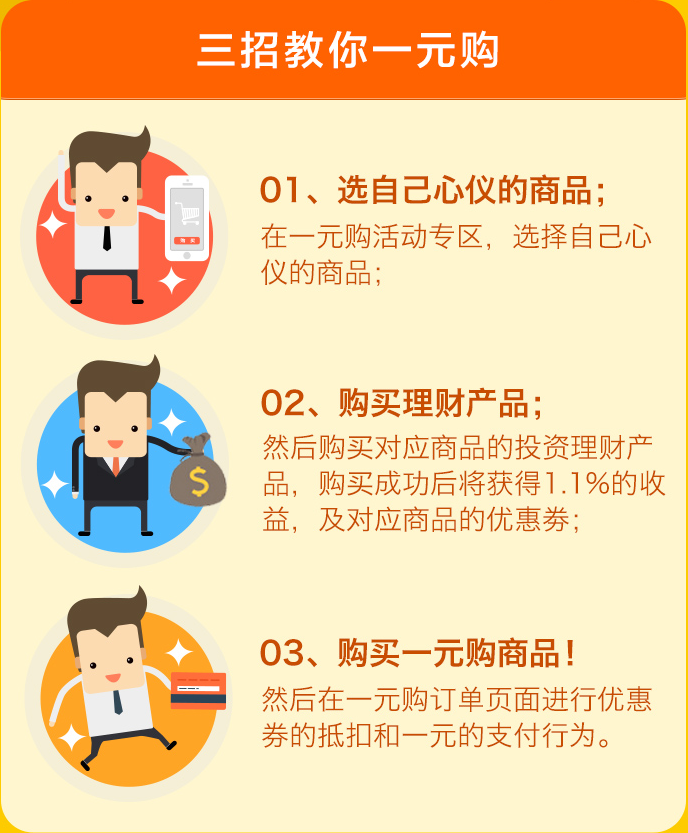 三招教你一元购
01、选自己心仪的商品；
在一元购活动专区，选择自己心
仪的商品；
购 买
02、购买理财产品；
然后购买对应商品的投资理财产
品，购买成功后将获得1.1%的收
益，及对应商品的优惠券；
$
03、购买一元购商品！
然后在一元购订单页面进行优惠
券的抵扣和一元的支付行为。